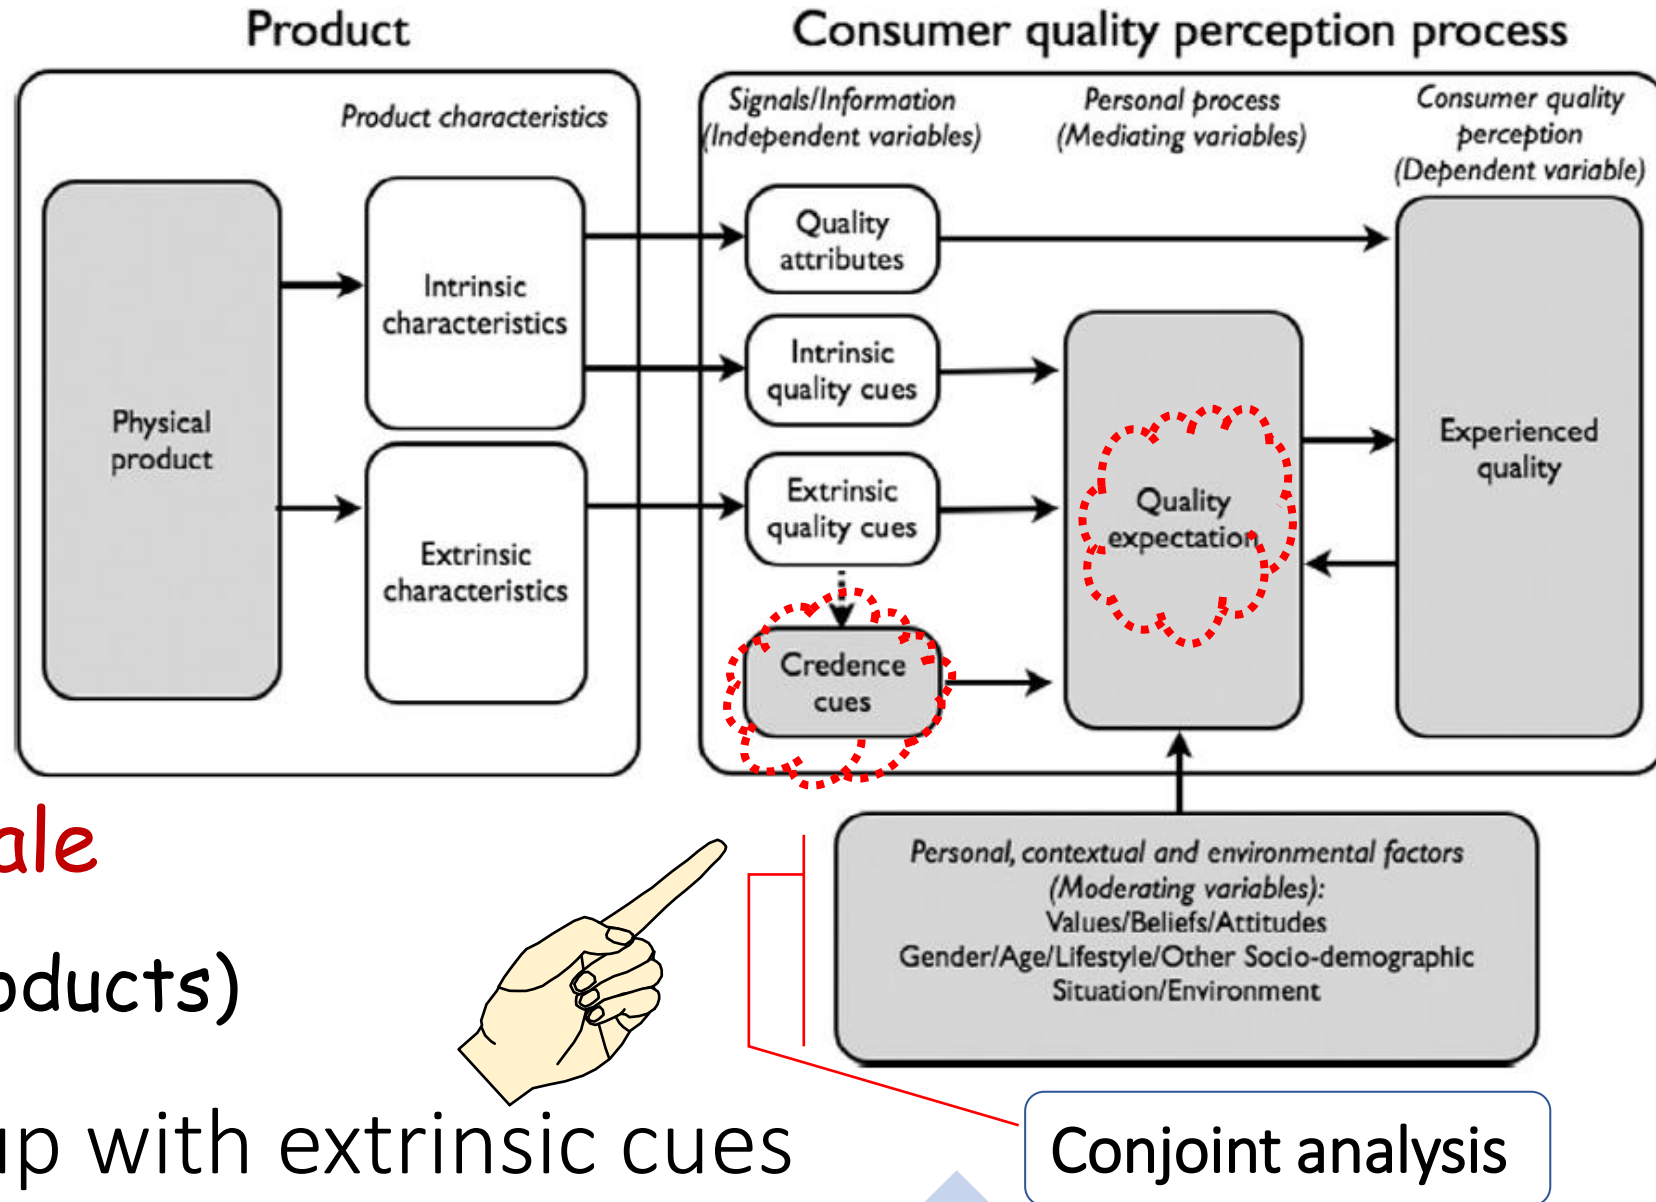 Product
Consumer quality perception process
Product characteristics
Signals/Information
(Independent variables)
Personal process
(Mediating variables)
Consumer quality
perception
(Dependent variable)
Physical
product
Intrinsic
characteristics
Extrinsic
characteristics
Quality
attributes
Intrinsic
quality cues
Extrinsic
quality cues
Credence
cues
Quality
expectation
Experienced
quality
Personal, contextual and environmental factors
(Moderating variables):
Values/Beliefs/Attitudes
Gender/Age/Lifestyle/Other Socio-demographic
Situation/Environment
ale
oducts)
up with extrinsic cues
Conjoint analysis